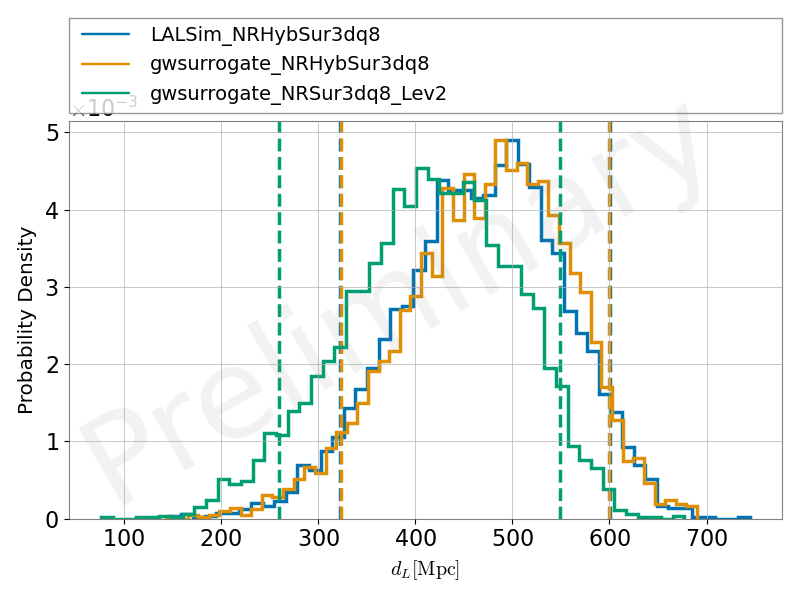 LALSim_NRHybSur3dq8
gwsurrogate_NRHybSur3dq8
gwsurrogate_NRSur3dq8_Lev2
×10⁻³
5
4
3
2
1
0
Probability Density
Preliminary
100 200 300 400 500 600 700
d_L[Mpc]